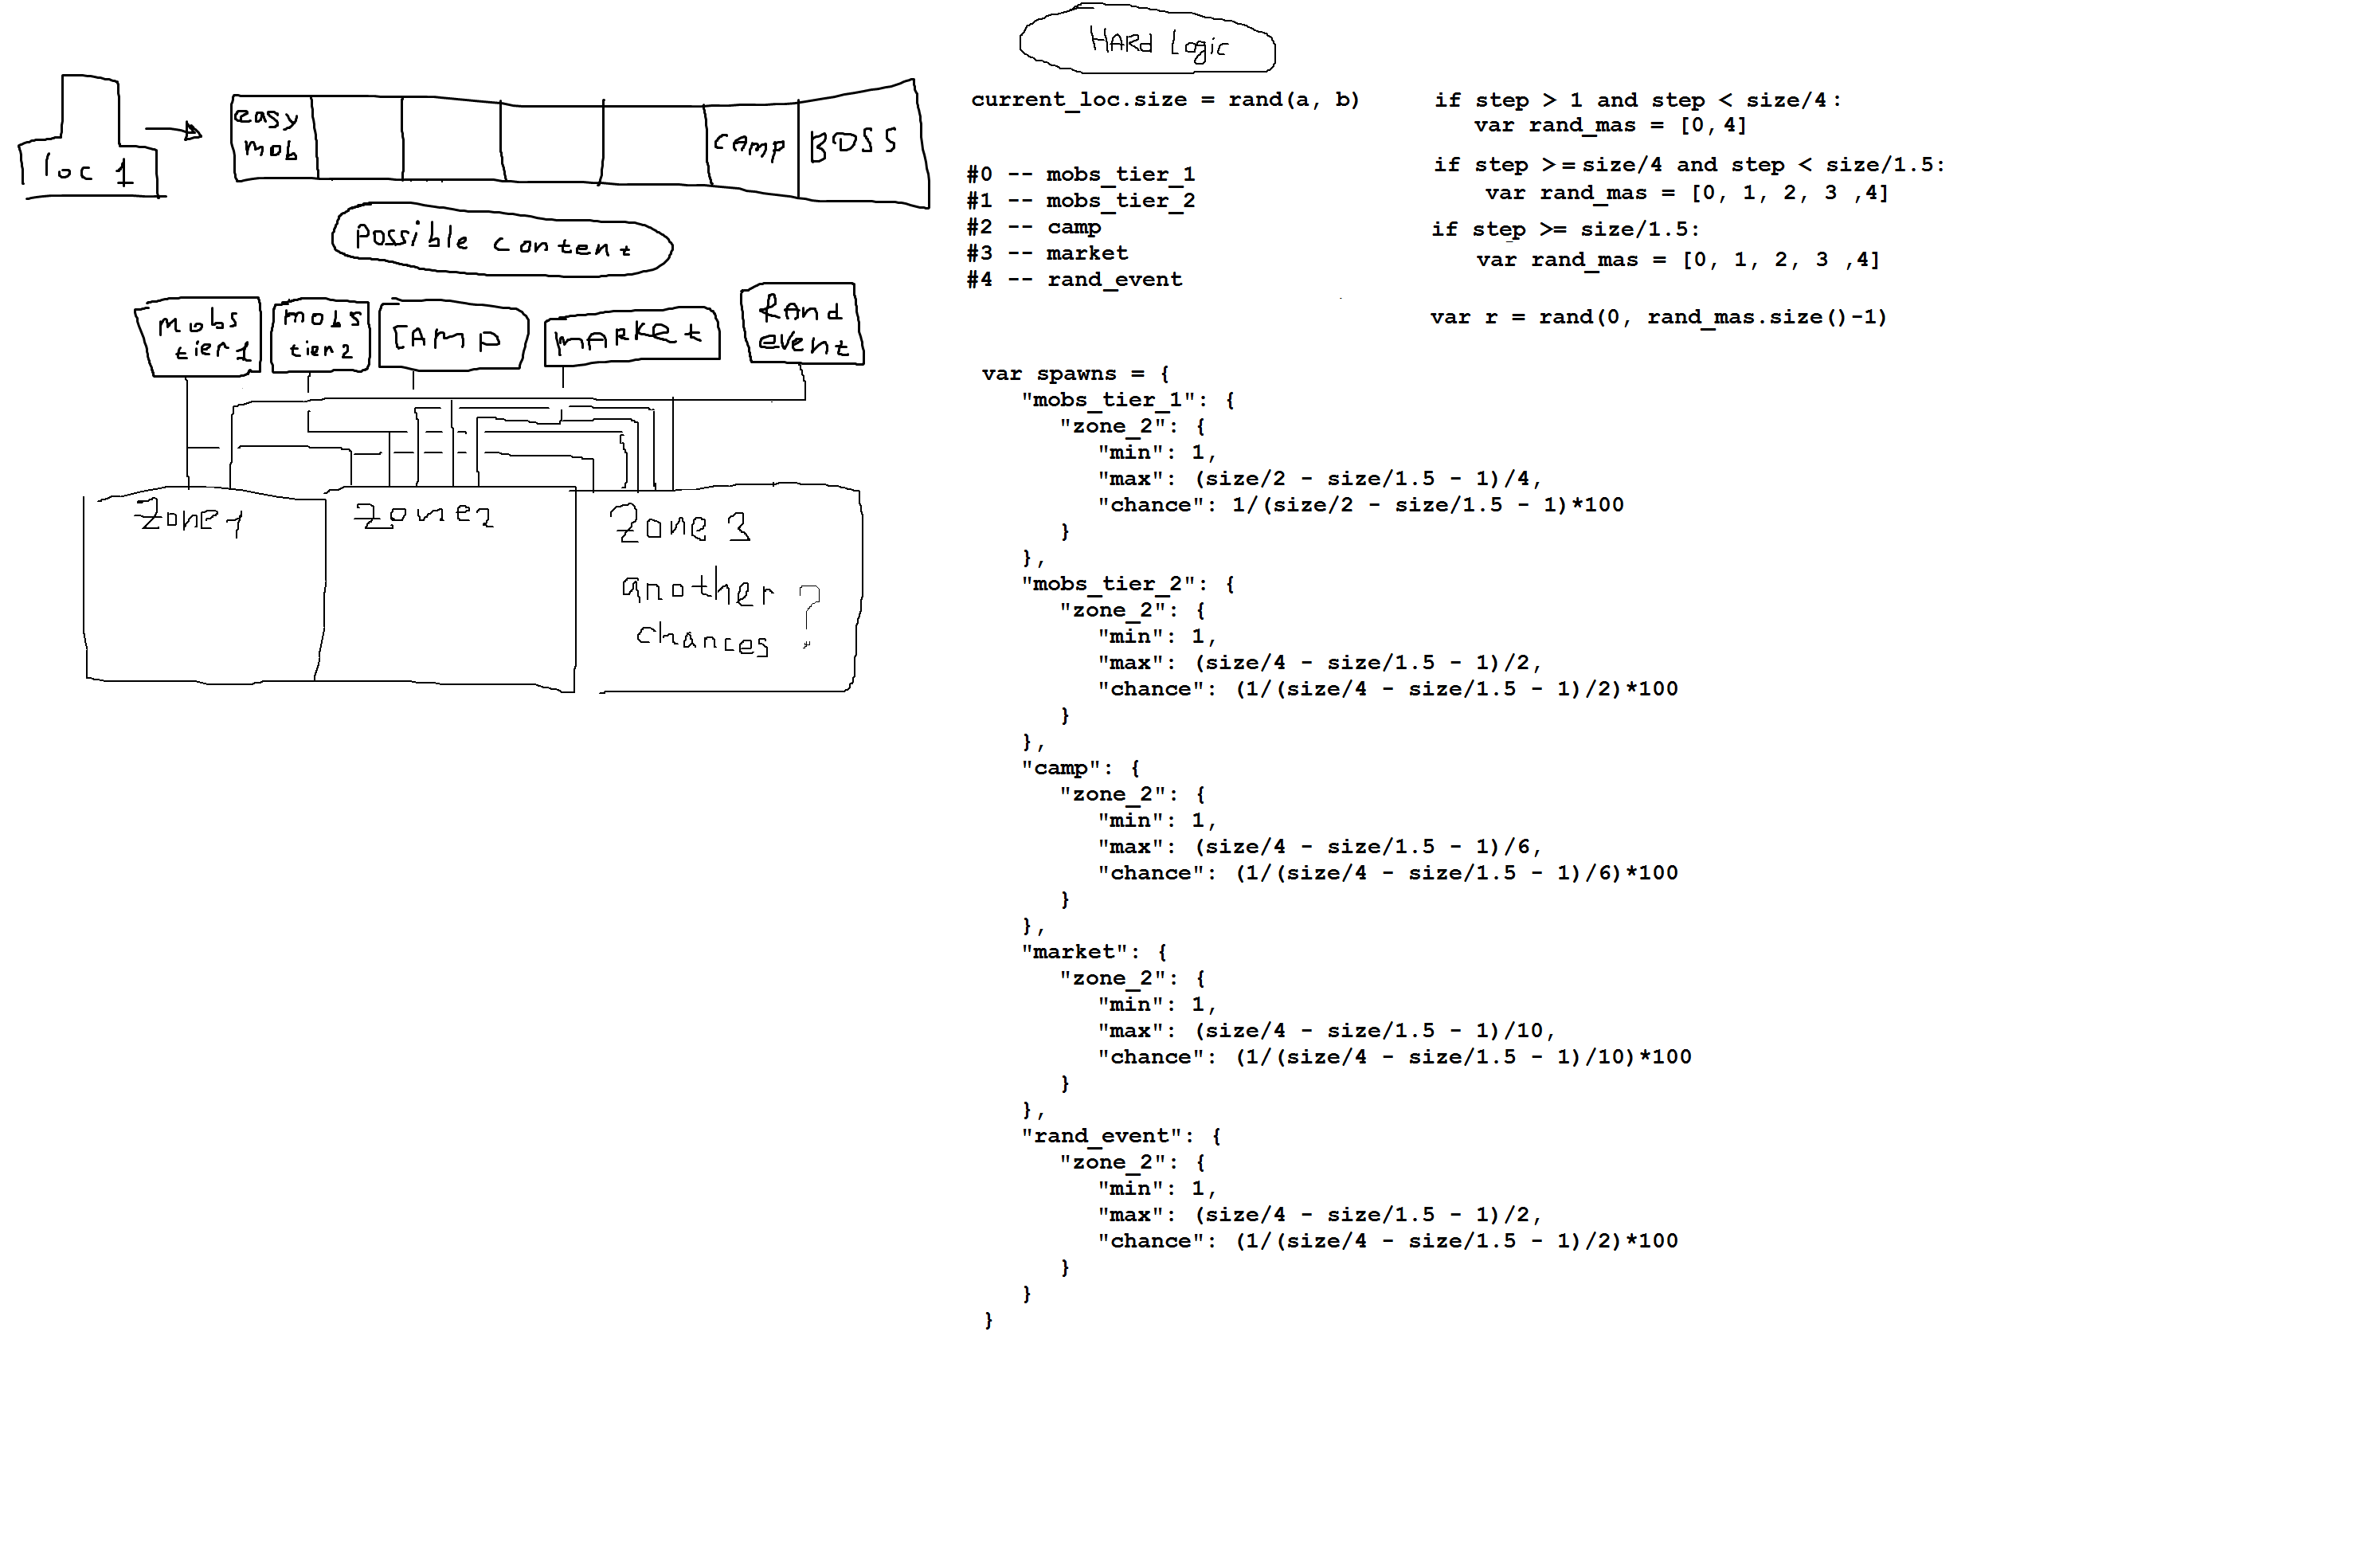 loc 1
easy
mob
CAMP
BOSS
Possible content
mobs
tier 1
mobs
tier 2
CAMP
MARKET
RAnd
event
Zone 1
Zone 2
Zone 3
another
chances ?
HARd Logic
current_loc.size = rand(a, b)
#0 -- mobs_tier_1
#1 -- mobs_tier_2
#2 -- camp
#3 -- market
#4 -- rand_event
if step > 1 and step < size/4:
var rand_mas = [0,4]
if step >= size/4 and step < size/1.5:
var rand_mas = [0, 1, 2, 3 ,4]
if step >= size/1.5:
var rand_mas = [0, 1, 2, 3 ,4]
var r = rand(0, rand_mas.size()-1)
var spawns = {
"mobs_tier_1": {
"zone_2": {
"min": 1,
"max": (size/2 - size/1.5 - 1)/4,
"chance": 1/(size/2 - size/1.5 - 1)*100
}
},
"mobs_tier_2": {
"zone_2": {
"min": 1,
"max": (size/4 - size/1.5 - 1)/2,
"chance": (1/(size/4 - size/1.5 - 1)/2)*100
}
},
"camp": {
"zone_2": {
"min": 1,
"max": (size/4 - size/1.5 - 1)/6,
"chance": (1/(size/4 - size/1.5 - 1)/6)*100
}
},
"market": {
"zone_2": {
"min": 1,
"max": (size/4 - size/1.5 - 1)/10,
"chance": (1/(size/4 - size/1.5 - 1)/10)*100
}
},
"rand_event": {
"zone_2": {
"min": 1,
"max": (size/4 - size/1.5 - 1)/2,
"chance": (1/(size/4 - size/1.5 - 1)/2)*100
}
}
}